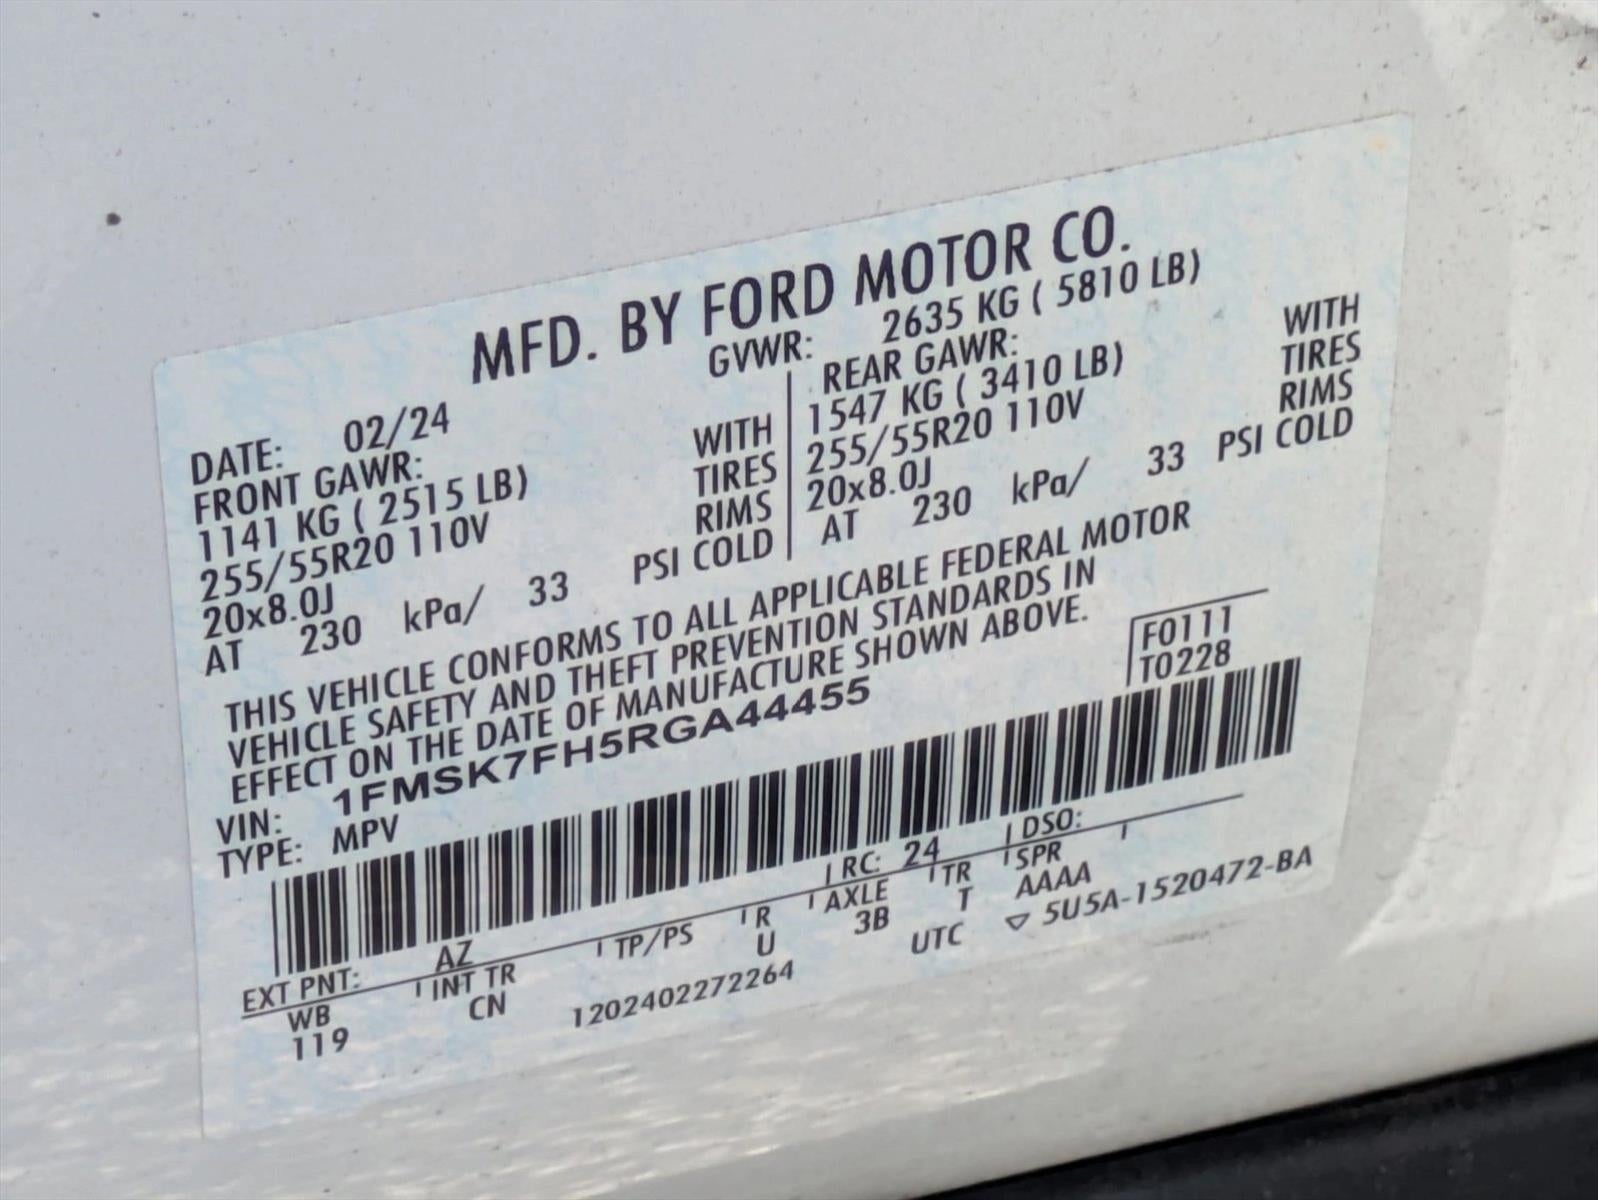 MFD. BY FORD MOTOR CO.
DATE: 02/24 GVWR: 2635 KG ( 5810 LB)
FRONT GAWR:
1141 KG ( 2515 LB) WITH
255/55R20 110V TIRES
20x8.0J RIMS
AT 230 kPa/ 33 PSI COLD
REAR GAWR:
1547 KG ( 3410 LB) WITH
255/55R20 110V TIRES
20x8.0J RIMS
AT 230 kPa/ 33 PSI COLD
THIS VEHICLE CONFORMS TO ALL APPLICABLE FEDERAL MOTOR
VEHICLE SAFETY AND THEFT PREVENTION STANDARDS IN
EFFECT ON THE DATE OF MANUFACTURE SHOWN ABOVE.
VIN: 1FMSK7FH5RGA44455
TYPE: MPV
F0111
T0228
EXT PNT: AZ RC: 24 DSO:
WB INT TR TP/PS R AXLE TR SPR
119 CN U 3B T AAAA
1202402272264 UTC ▽ 5U5A-1520472-BA